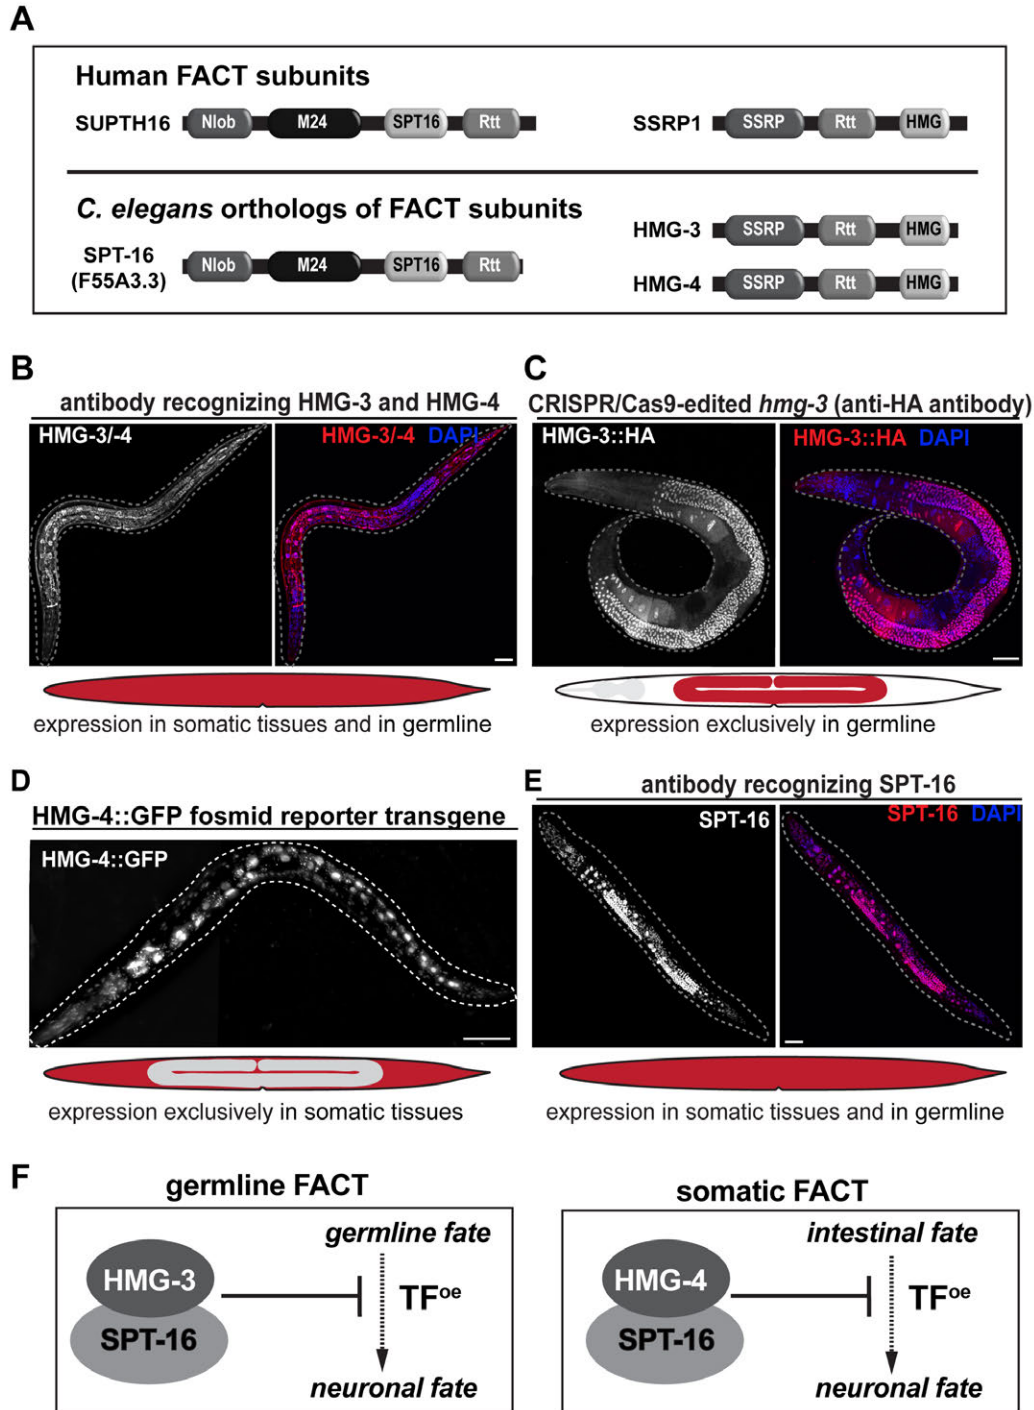 A
Human FACT subunits
SUPTH16 Nlob M24 SPT16 Rtt
SSRP1 SSRP Rtt HMG
C. elegans orthologs of FACT subunits
SPT-16
(F55A3.3)
Nlob M24 SPT16 Rtt
HMG-3 SSRP Rtt HMG
HMG-4 SSRP Rtt HMG
B
antibody recognizing HMG-3 and HMG-4
HMG-3/-4
HMG-3/-4 DAPI
expression in somatic tissues and in germline
C
CRISPR/Cas9-edited hmg-3 (anti-HA antibody)
HMG-3::HA
HMG-3::HA DAPI
expression exclusively in germline
D
HMG-4::GFP fosmid reporter transgene
HMG-4::GFP
expression exclusively in somatic tissues
E
antibody recognizing SPT-16
SPT-16
SPT-16 DAPI
expression in somatic tissues and in germline
F
germline FACT
HMG-3
SPT-16
germline fate
TFoe
neuronal fate
somatic FACT
HMG-4
SPT-16
intestinal fate
TFoe
neuronal fate